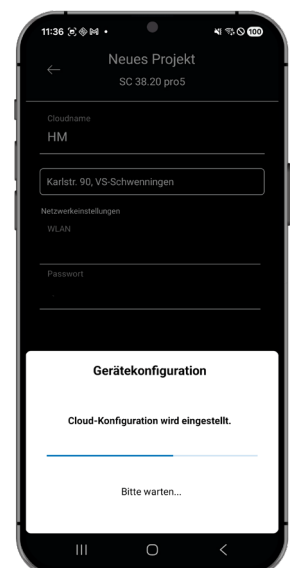 11:36
100
Neues Projekt
SC 38.20 pro5
Cloudname
HM
Karlstr. 90, VS-Schwenningen
Netzwerkeinstellungen
WLAN
Passwort
Gerätekonfiguration
Cloud-Konfiguration wird eingestellt.
Bitte warten...